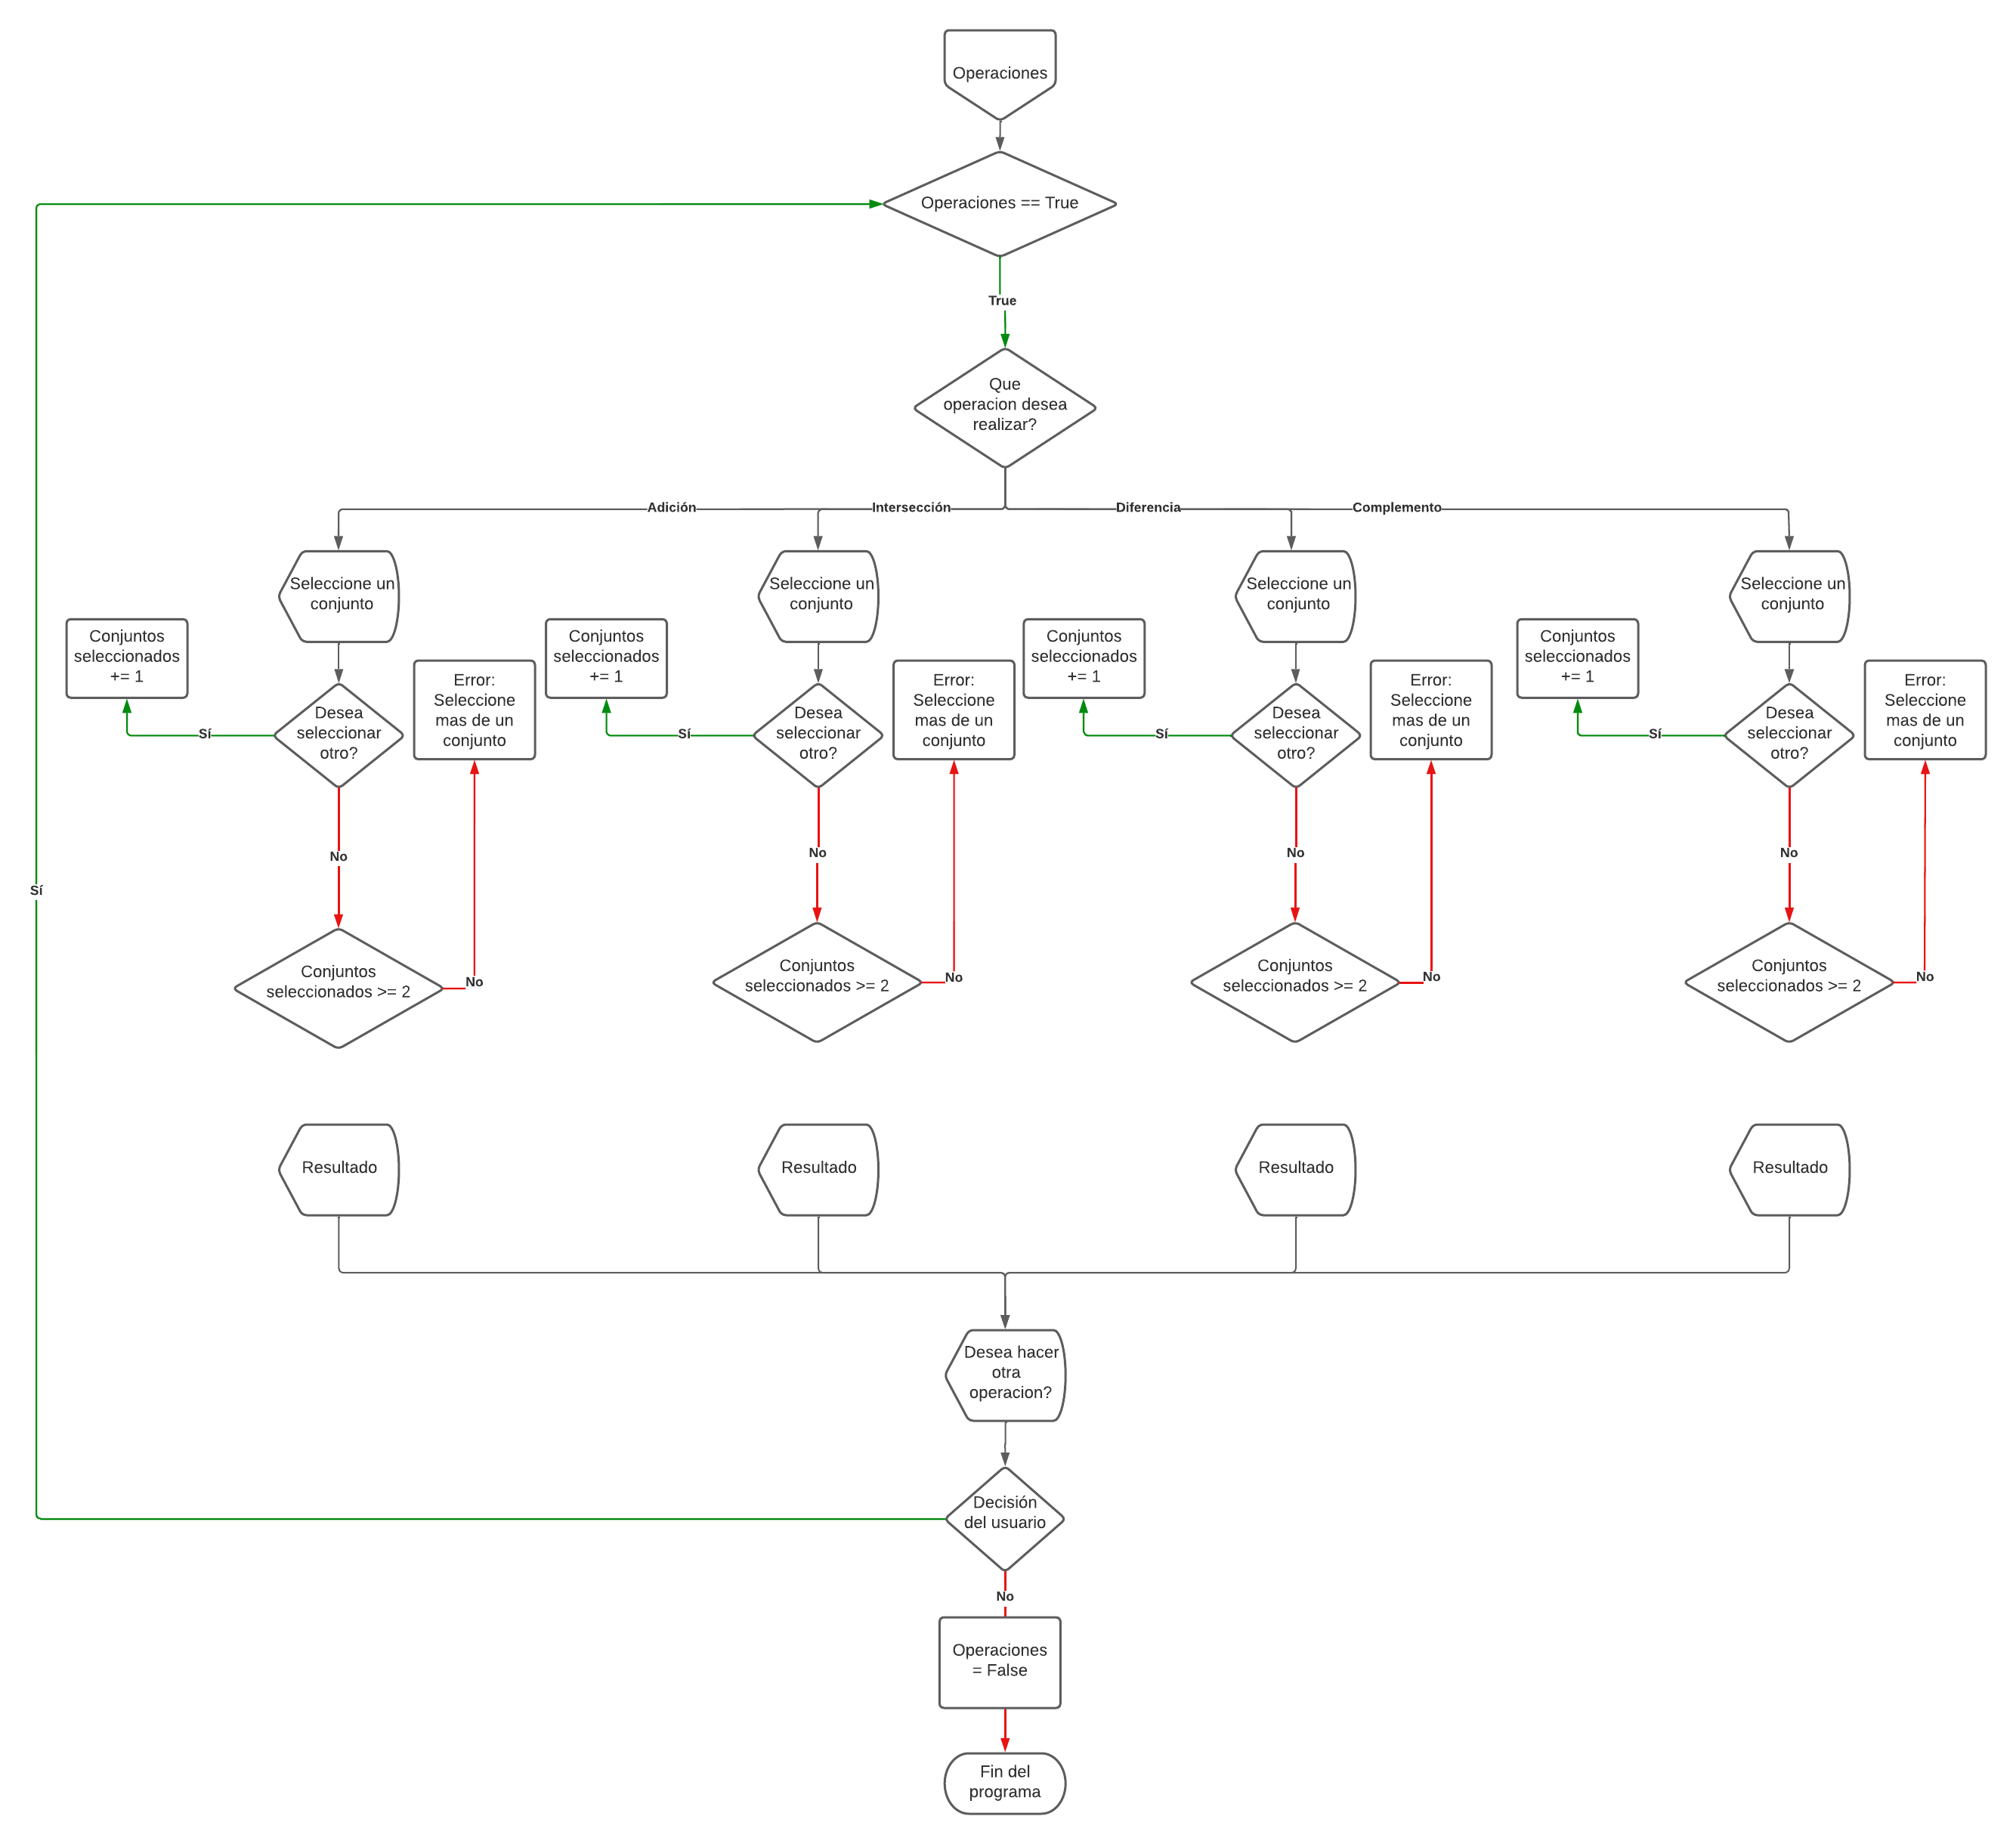 Operaciones
Operaciones == True
True
Que
operacion desea
realizar?
Adición
Intersección
Diferencia
Complemento
Seleccione un
conjunto
Seleccione un
conjunto
Seleccione un
conjunto
Seleccione un
conjunto
Conjuntos
seleccionados
+= 1
Sí
Desea
seleccionar
otro?
Error:
Seleccione
mas de un
conjunto
Conjuntos
seleccionados
+= 1
Sí
Desea
seleccionar
otro?
Error:
Seleccione
mas de un
conjunto
Conjuntos
seleccionados
+= 1
Sí
Desea
seleccionar
otro?
Error:
Seleccione
mas de un
conjunto
Conjuntos
seleccionados
+= 1
Sí
Desea
seleccionar
otro?
Error:
Seleccione
mas de un
conjunto
No
No
No
No
Sí
Conjuntos
seleccionados >= 2
No
Conjuntos
seleccionados >= 2
No
Conjuntos
seleccionados >= 2
No
Conjuntos
seleccionados >= 2
No
Resultado
Resultado
Resultado
Resultado
Desea hacer
otra
operacion?
Decisión
del usuario
No
Operaciones
= False
Fin del
programa